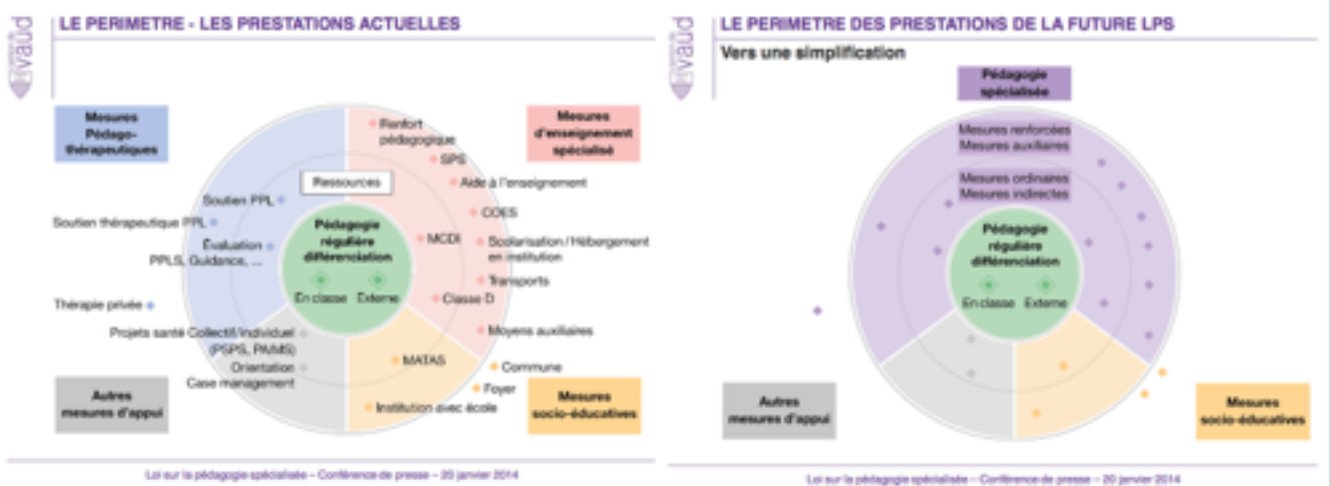 vaud
LE PERIMETRE - LES PRESTATIONS ACTUELLES
Mesures
Pédago-
thérapeutiques
Mesures
d'enseignement
spécialisé
Renfort
pédagogique
SPS
Ressources
Aide à l'enseignement
Soutien PPL
COES
Soutien thérapeutique PPL
Pédagogie
régulière
différenciation
MCDI
Scolarisation/Hébergement
en institution
Évaluation
PPLS, Guidance, ...
Transports
En classe Externe
Classe D
Thérapie privée
Moyens auxiliaires
Projets santé Collectif/individuel
(PSPS, PAIMS)
Orientation
Case management
MATAS
Commune
Foyer
Institution avec école
Autres
mesures d'appui
Mesures
socio-éducatives
Loi sur la pédagogie spécialisée – Conférence de presse – 20 janvier 2014
vaud
LE PERIMETRE DES PRESTATIONS DE LA FUTURE LPS
Vers une simplification
Pédagogie
spécialisée
Mesures renforcées
Mesures auxiliaires
Mesures ordinaires
Mesures indirectes
Pédagogie
régulière
différenciation
En classe Externe
Autres
mesures d'appui
Mesures
socio-éducatives
Loi sur la pédagogie spécialisée – Conférence de presse – 20 janvier 2014